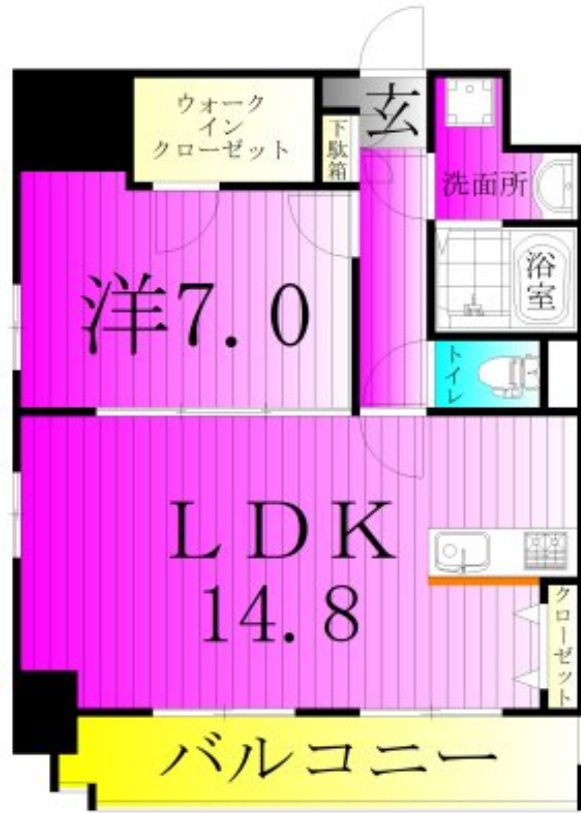 ウォーク
イン
クローゼット
下駄箱
玄
洗面所
洋7.0
浴室
トイレ
LDK
14.8
クローゼット
バルコニー